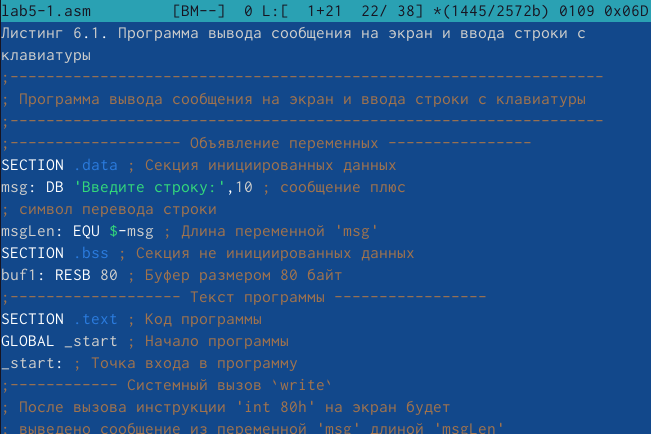 lab5-1.asm [BM--] 0 L:[ 1+21 22/ 38] *(1445/2572b) 0109 0x06D
Листинг 6.1. Программа вывода сообщения на экран и ввода строки с
клавиатуры
;------------------------------------------------------------------
; Программа вывода сообщения на экран и ввода строки с клавиатуры
;------------------------------------------------------------------
;------------------- Объявление переменных ----------------
SECTION .data ; Секция инициированных данных
msg: DB 'Введите строку:',10 ; сообщение плюс
; символ перевода строки
msgLen: EQU $-msg ; Длина переменной 'msg'
SECTION .bss ; Секция не инициированных данных
buf1: RESB 80 ; Буфер размером 80 байт
;------------------- Текст программы -----------------
SECTION .text ; Код программы
GLOBAL _start ; Начало программы
_start: ; Точка входа в программу
;------------ Системный вызов `write`
; После вызова инструкции 'int 80h' на экран будет
; выведено сообщение из переменной 'msg' длиной 'msgLen'